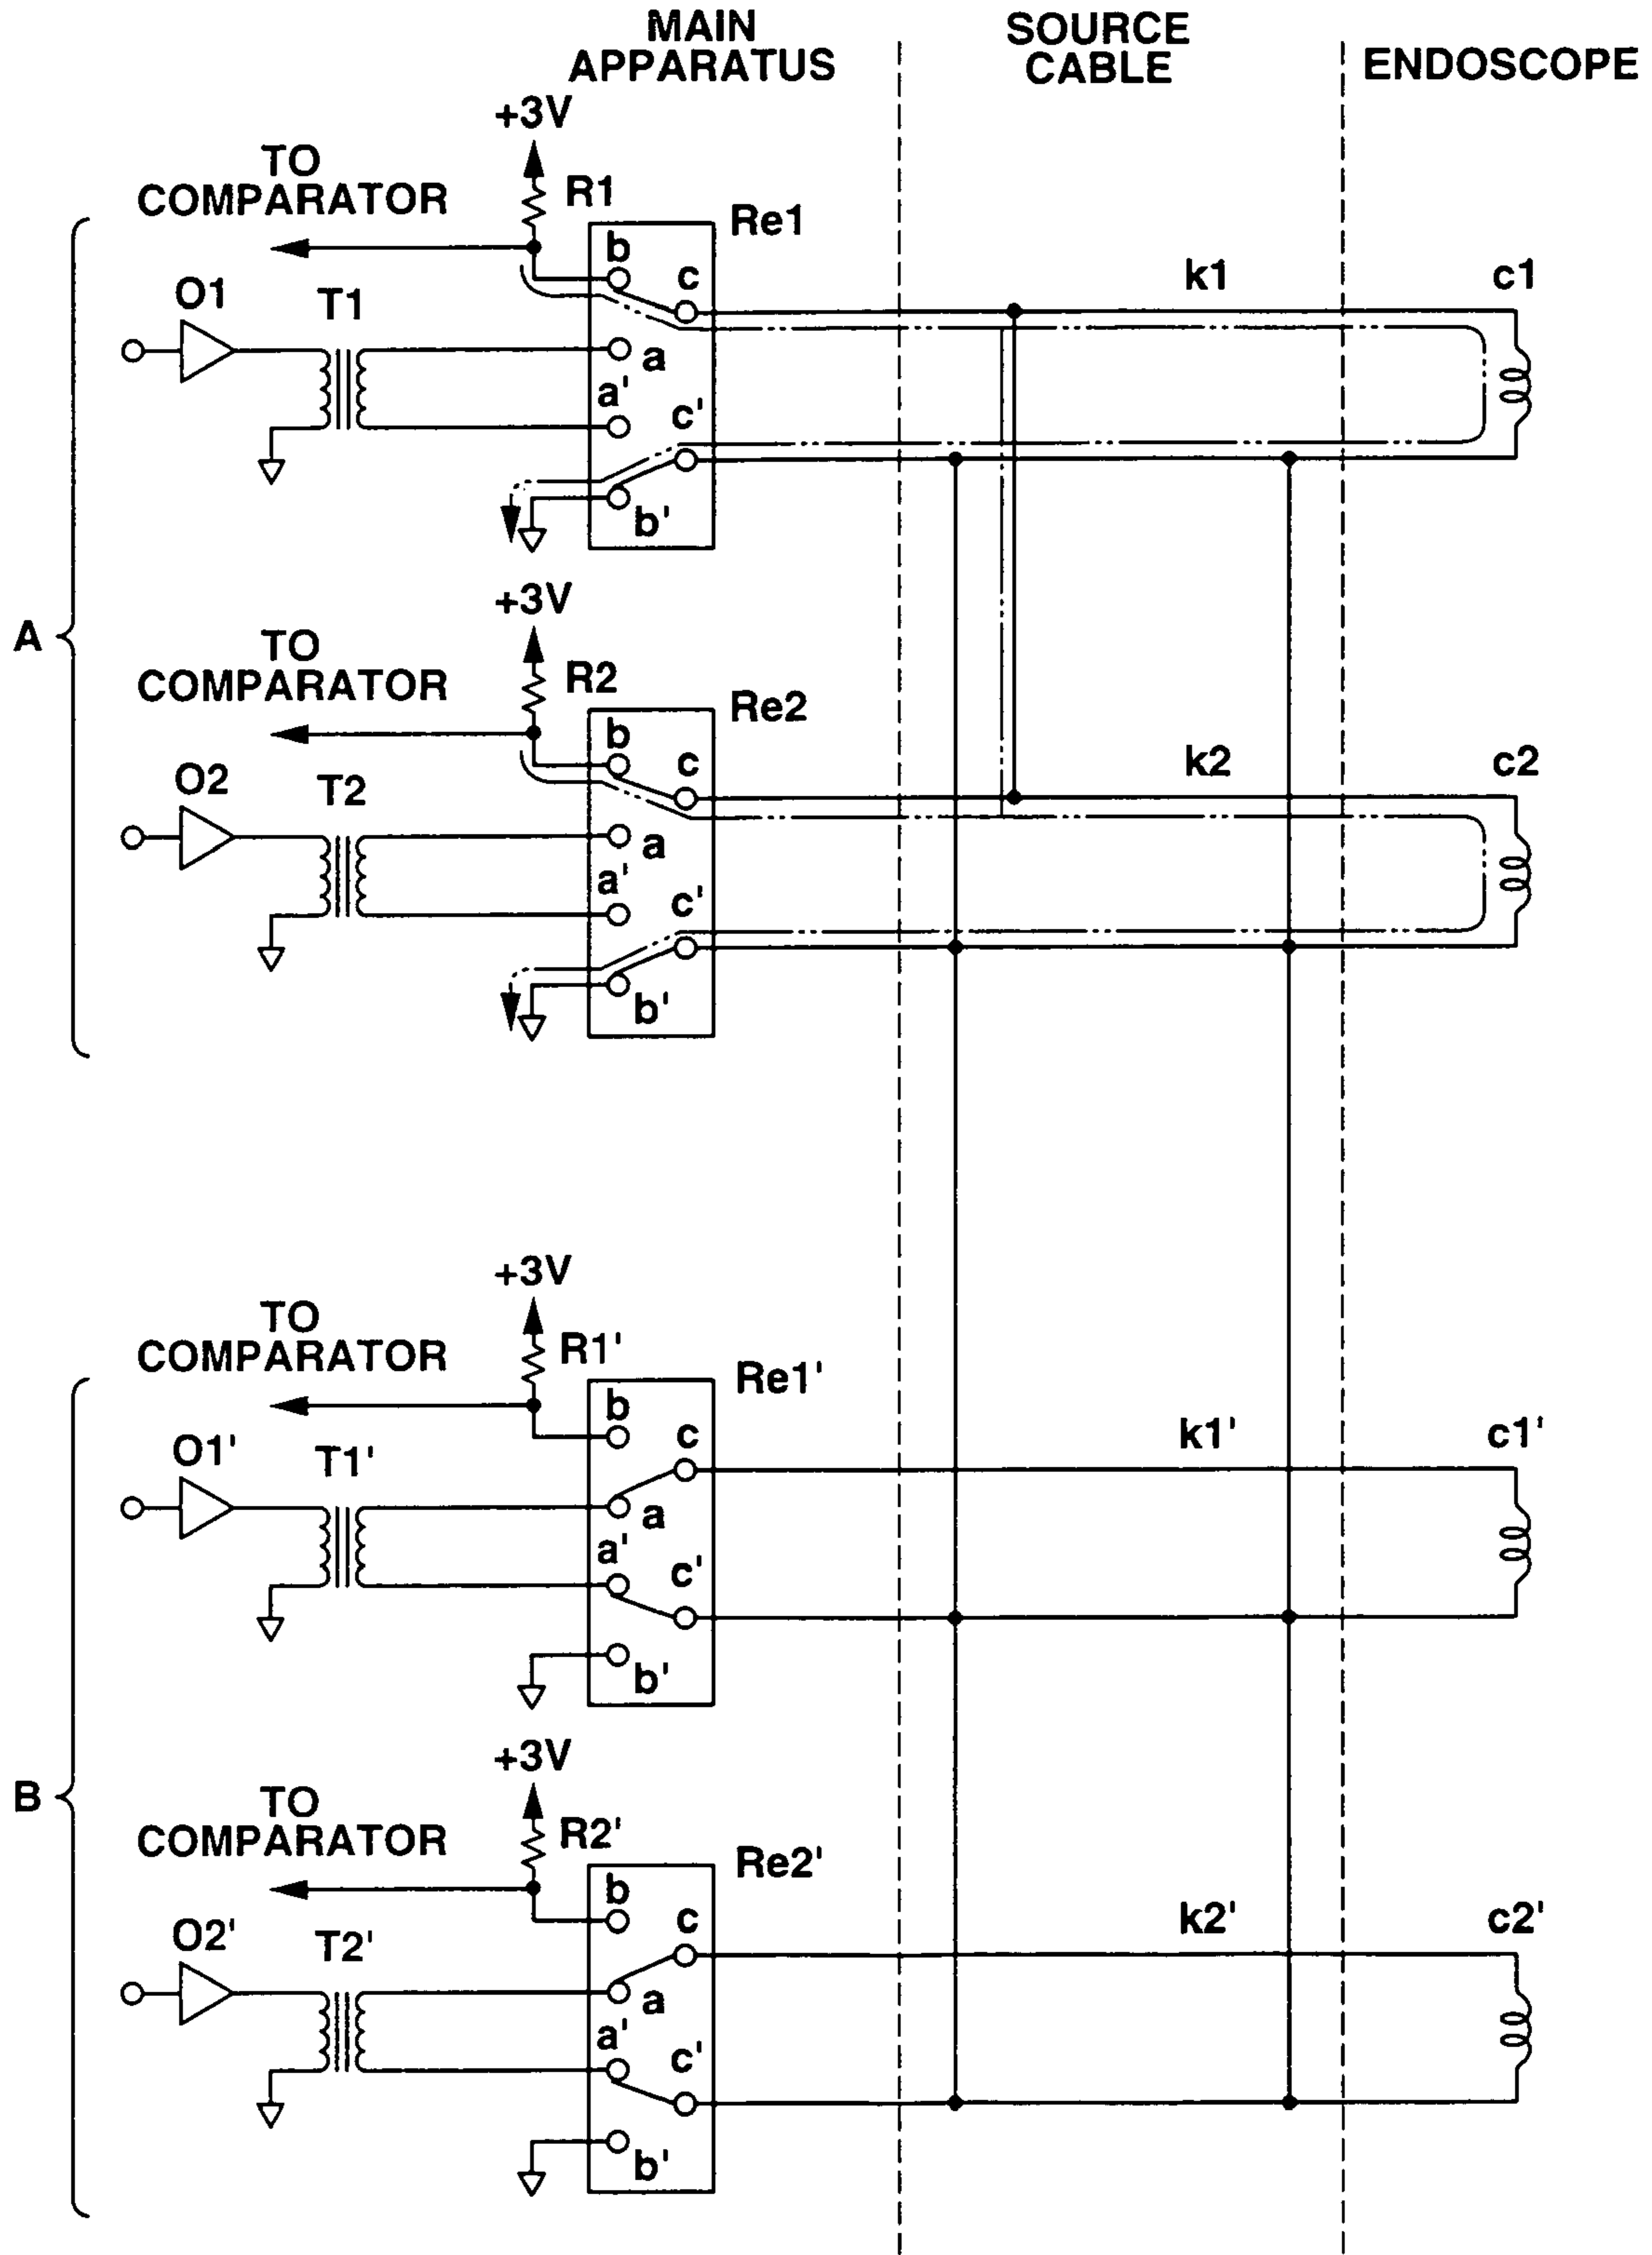 MAIN
APPARATUS
SOURCE
CABLE
ENDOSCOPE
+3V
TO
COMPARATOR
R1
Re1
b
c
k1
c1
O1
T1
a
a'
c'
b'
+3V
A
TO
COMPARATOR
R2
Re2
b
c
k2
c2
O2
T2
a
a'
c'
b'
+3V
TO
COMPARATOR
R1'
Re1'
b
c
k1'
c1'
O1'
T1'
a
a'
c'
b'
+3V
B
TO
COMPARATOR
R2'
Re2'
b
c
k2'
c2'
O2'
T2'
a
a'
c'
b'